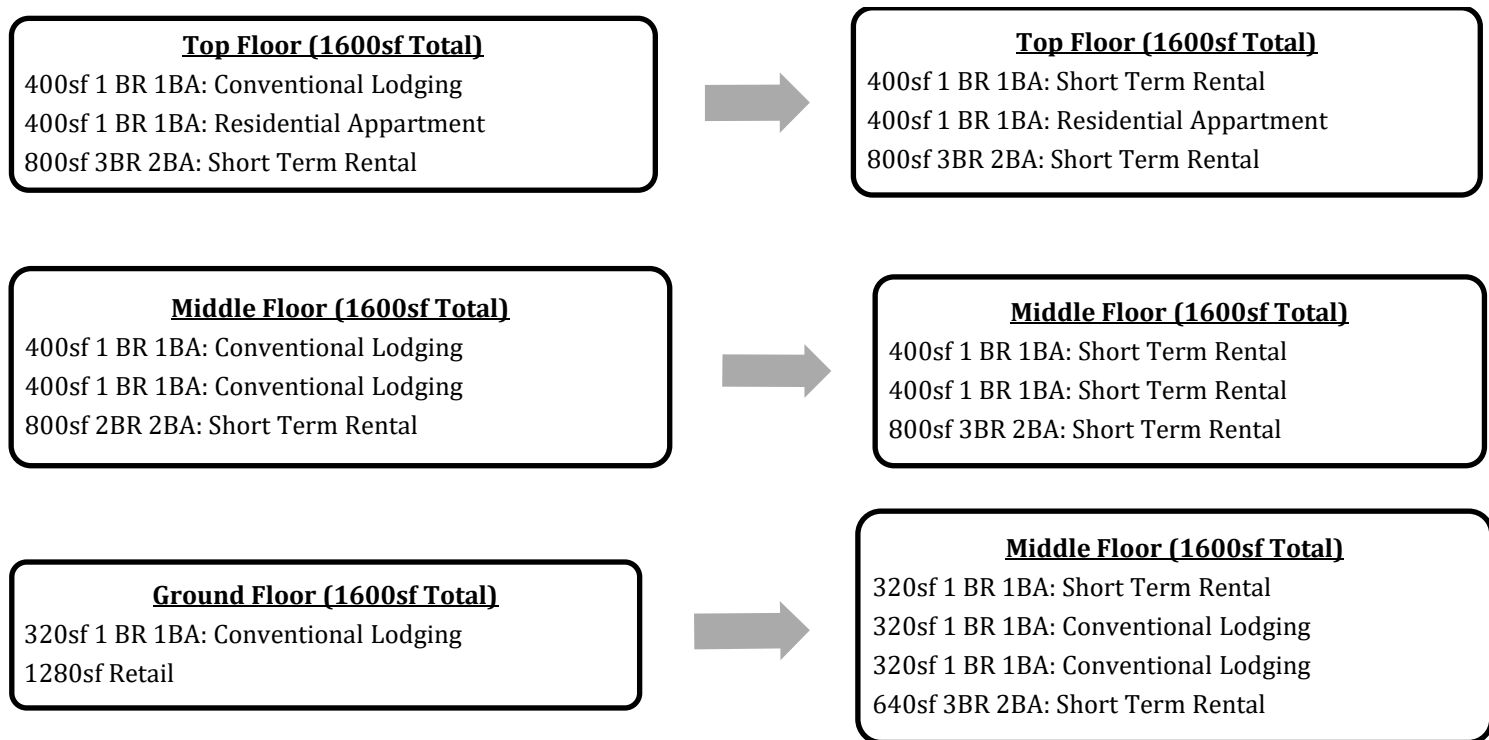 Top Floor (1600sf Total)
400sf 1 BR 1BA: Conventional Lodging
400sf 1 BR 1BA: Residential Appartment
800sf 3BR 2BA: Short Term Rental
Top Floor (1600sf Total)
400sf 1 BR 1BA: Short Term Rental
400sf 1 BR 1BA: Residential Appartment
800sf 3BR 2BA: Short Term Rental
Middle Floor (1600sf Total)
400sf 1 BR 1BA: Conventional Lodging
400sf 1 BR 1BA: Conventional Lodging
800sf 2BR 2BA: Short Term Rental
Middle Floor (1600sf Total)
400sf 1 BR 1BA: Short Term Rental
400sf 1 BR 1BA: Short Term Rental
800sf 3BR 2BA: Short Term Rental
Ground Floor (1600sf Total)
320sf 1 BR 1BA: Conventional Lodging
1280sf Retail
Middle Floor (1600sf Total)
320sf 1 BR 1BA: Short Term Rental
320sf 1 BR 1BA: Conventional Lodging
320sf 1 BR 1BA: Conventional Lodging
640sf 3BR 2BA: Short Term Rental